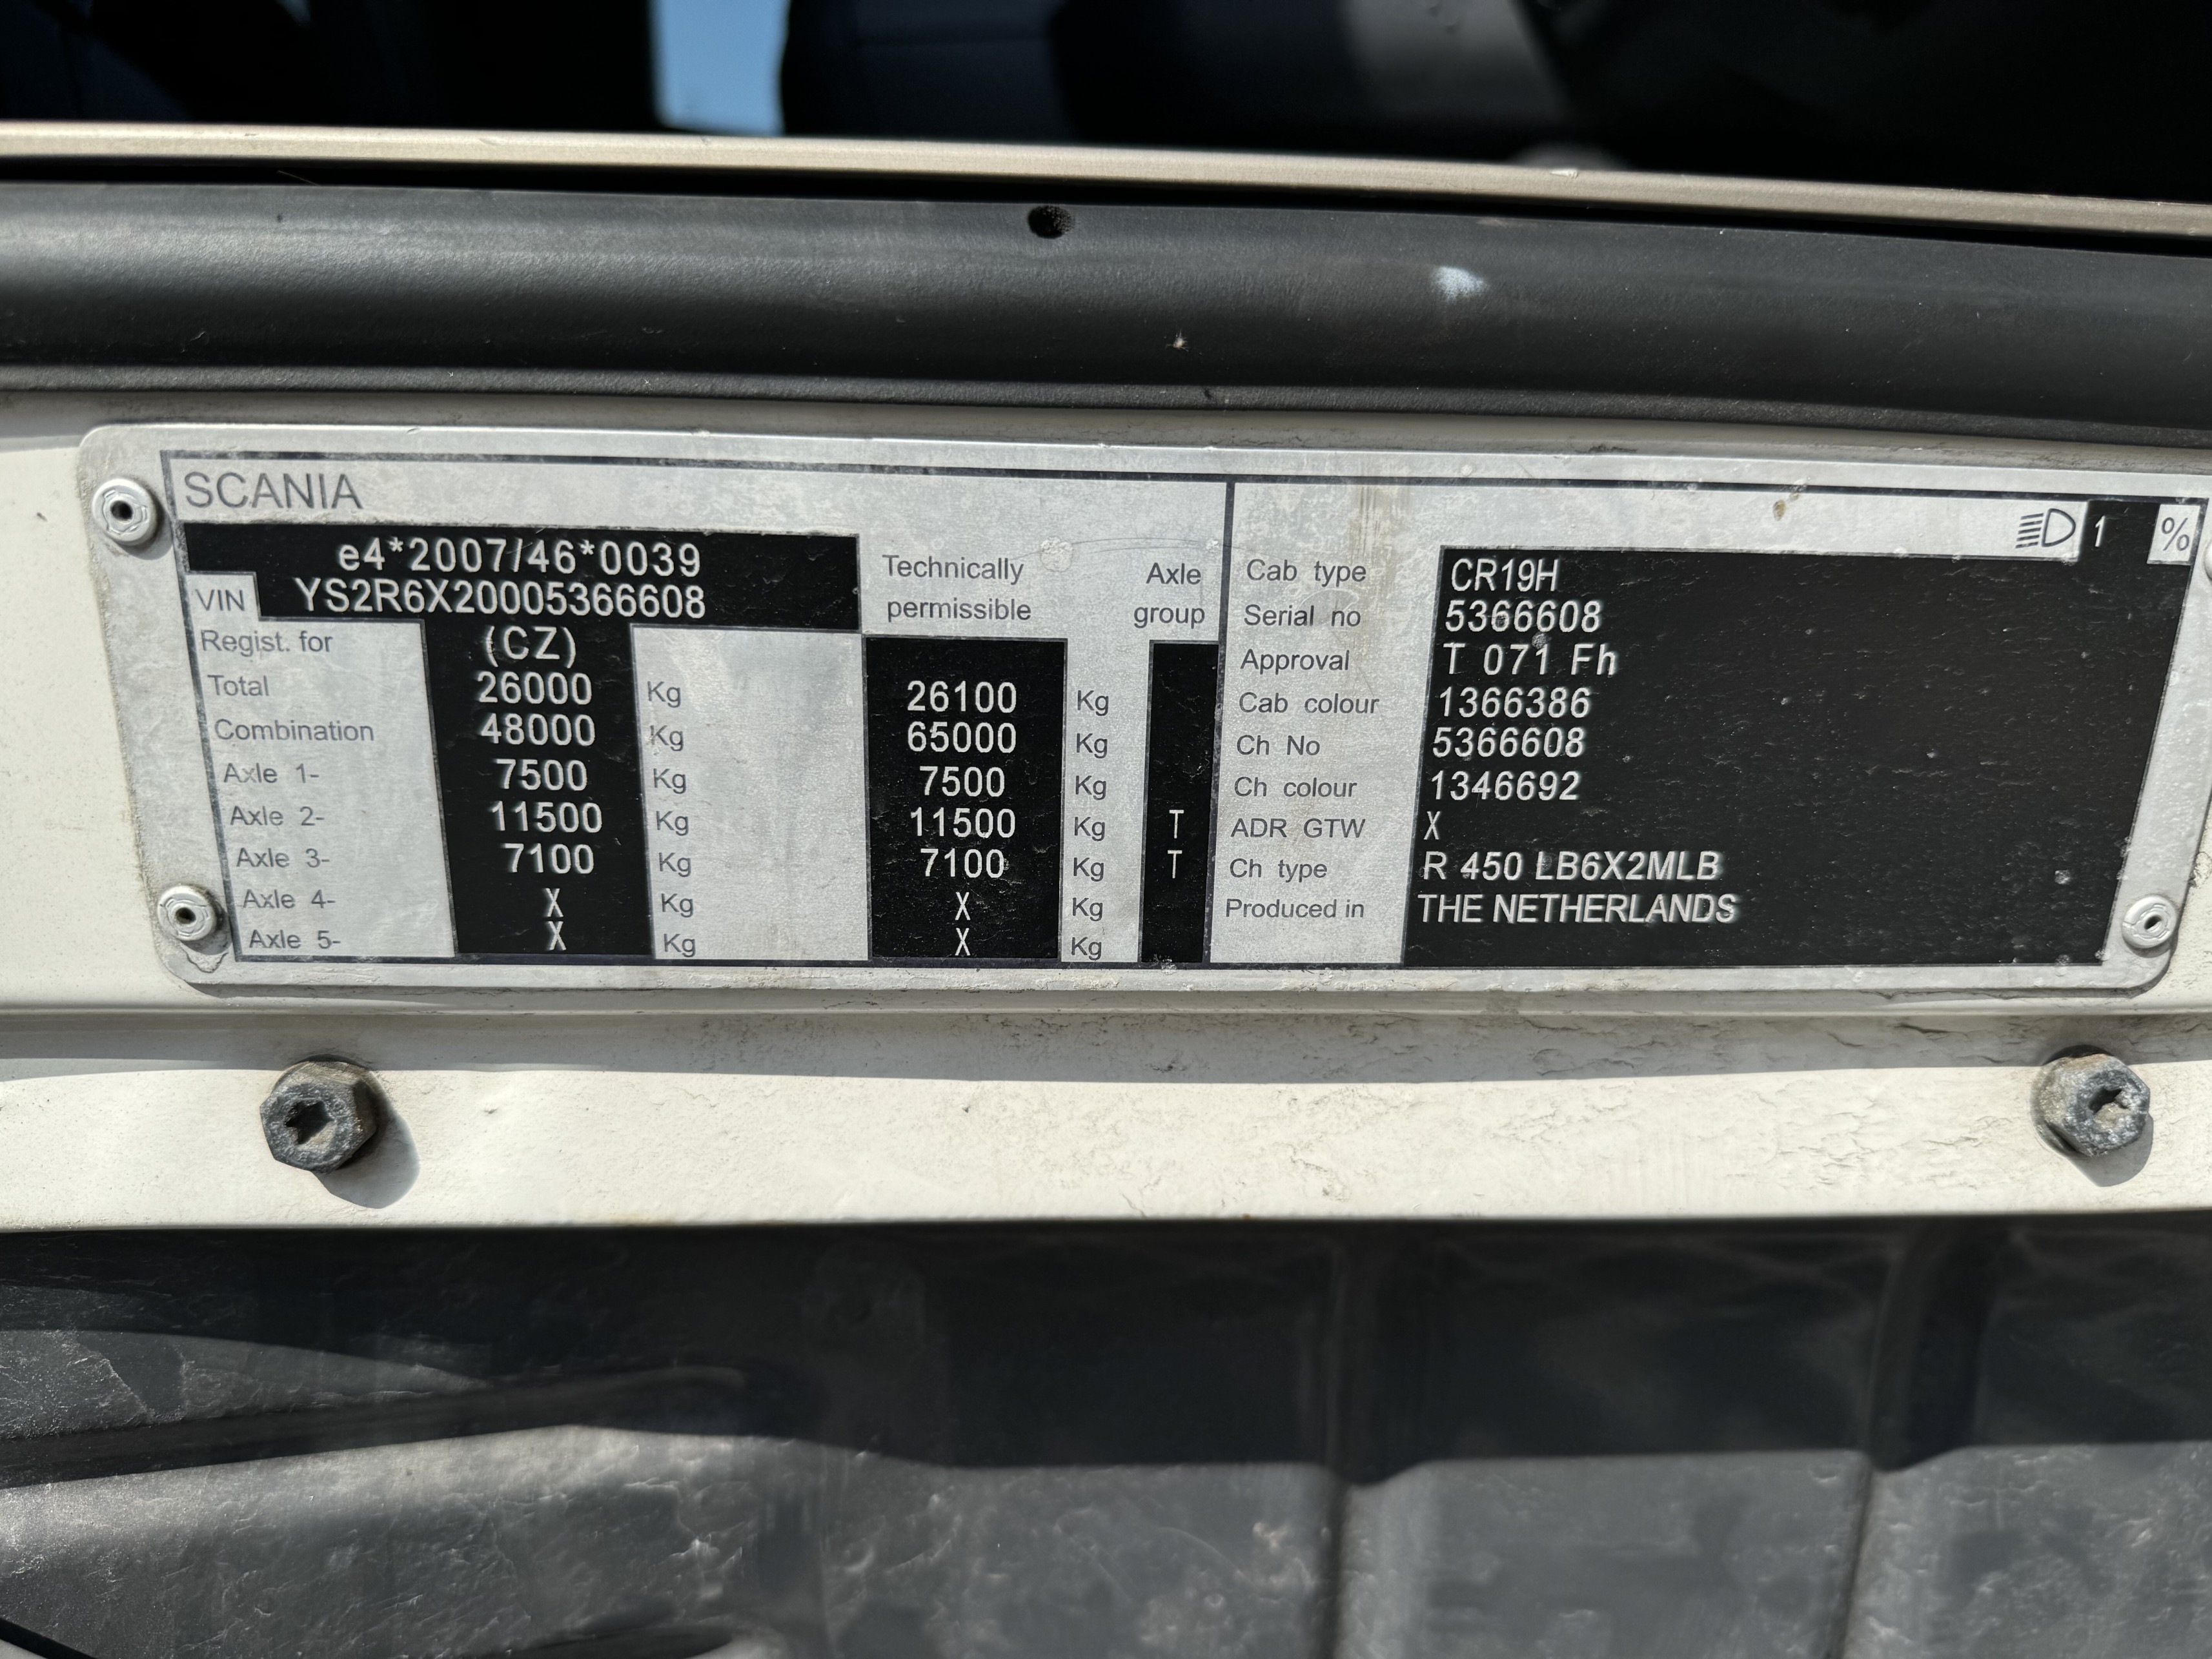 SCANIA
e4*2007/46*0039
VIN YS2R6X20005366608
Technically permissible
Axle group
Regist. for (CZ)
Total 26000 Kg 26100 Kg
Combination 48000 Kg 65000 Kg
Axle 1- 7500 Kg 7500 Kg
Axle 2- 11500 Kg 11500 Kg T
Axle 3- 7100 Kg 7100 Kg T
Axle 4- X Kg X Kg
Axle 5- X Kg X Kg
1 %
Cab type CR19H
Serial no 5366608
Approval T 071 Fh
Cab colour 1366386
Ch No 5366608
Ch colour 1346692
ADR GTW X
Ch type R 450 LB6X2MLB
Produced in THE NETHERLANDS